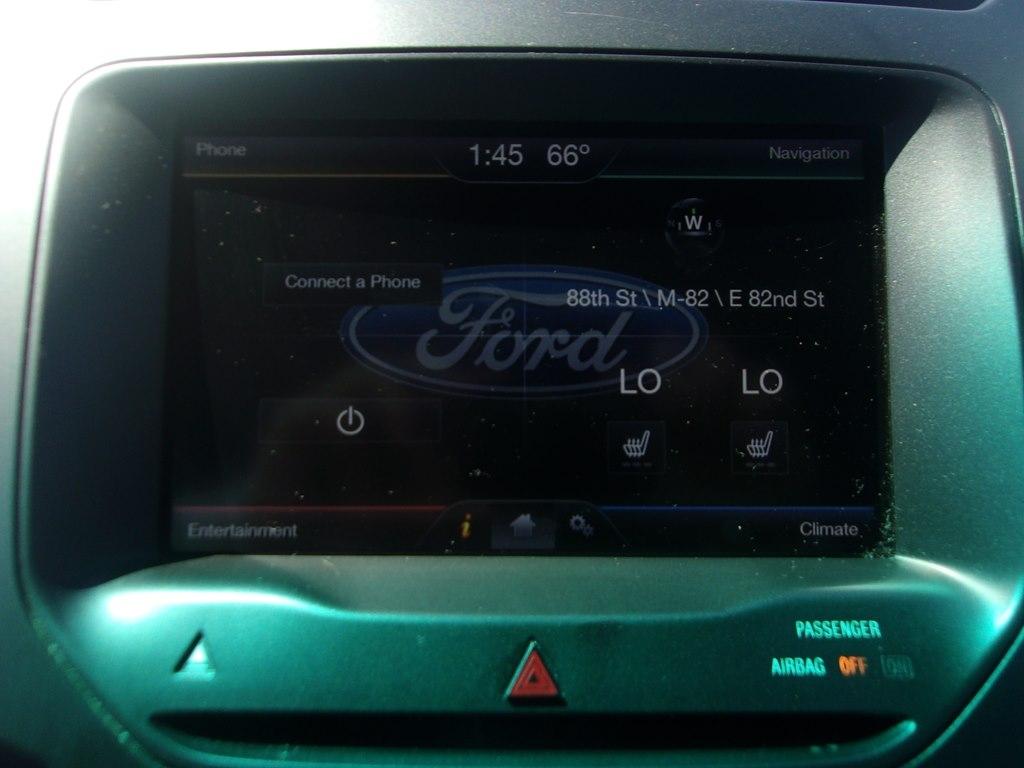 Phone 1:45 66° Navigation
N W S
Connect a Phone
88th St \ M-82 \ E 82nd St
Ford
LO LO
Entertainment i Climate
PASSENGER
AIRBAG OFF ON